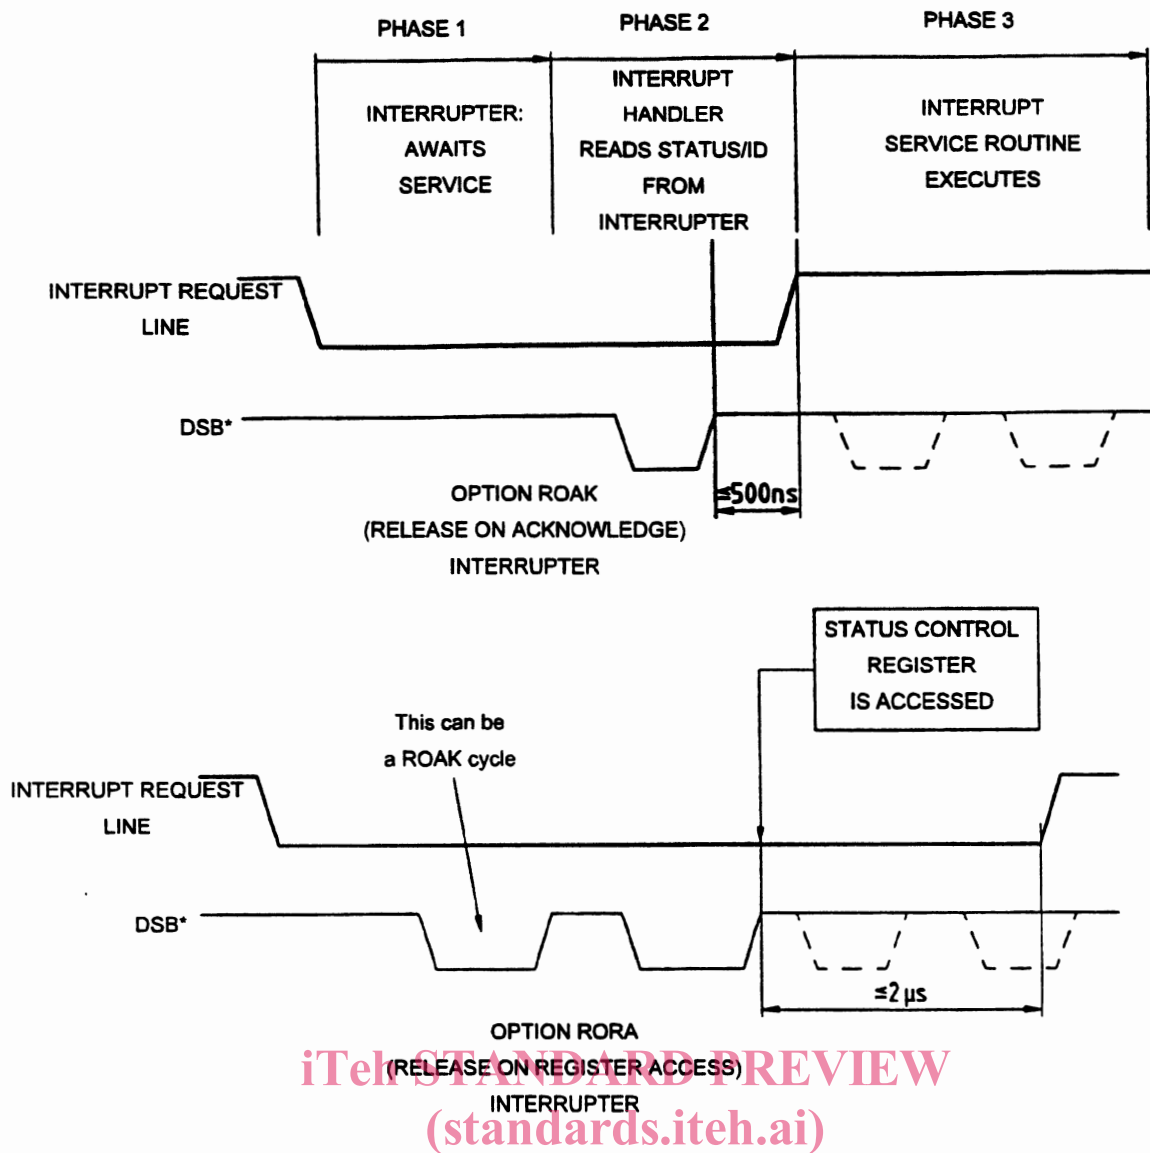 PHASE 1
PHASE 2
PHASE 3
INTERRUPTER:
AWAITS
SERVICE
INTERRUPT
HANDLER
READS STATUS/ID
FROM
INTERRUPTER
INTERRUPT
SERVICE ROUTINE
EXECUTES
INTERRUPT REQUEST
LINE
DSB*
≤500ns
OPTION ROAK
(RELEASE ON ACKNOWLEDGE)
INTERRUPTER
STATUS CONTROL
REGISTER
IS ACCESSED
This can be
a ROAK cycle
INTERRUPT REQUEST
LINE
DSB*
≤2 µs
OPTION RORA
(RELEASE ON REGISTER ACCESS)
INTERRUPTER
iTeh STANDARD PREVIEW
(standards.iteh.ai)